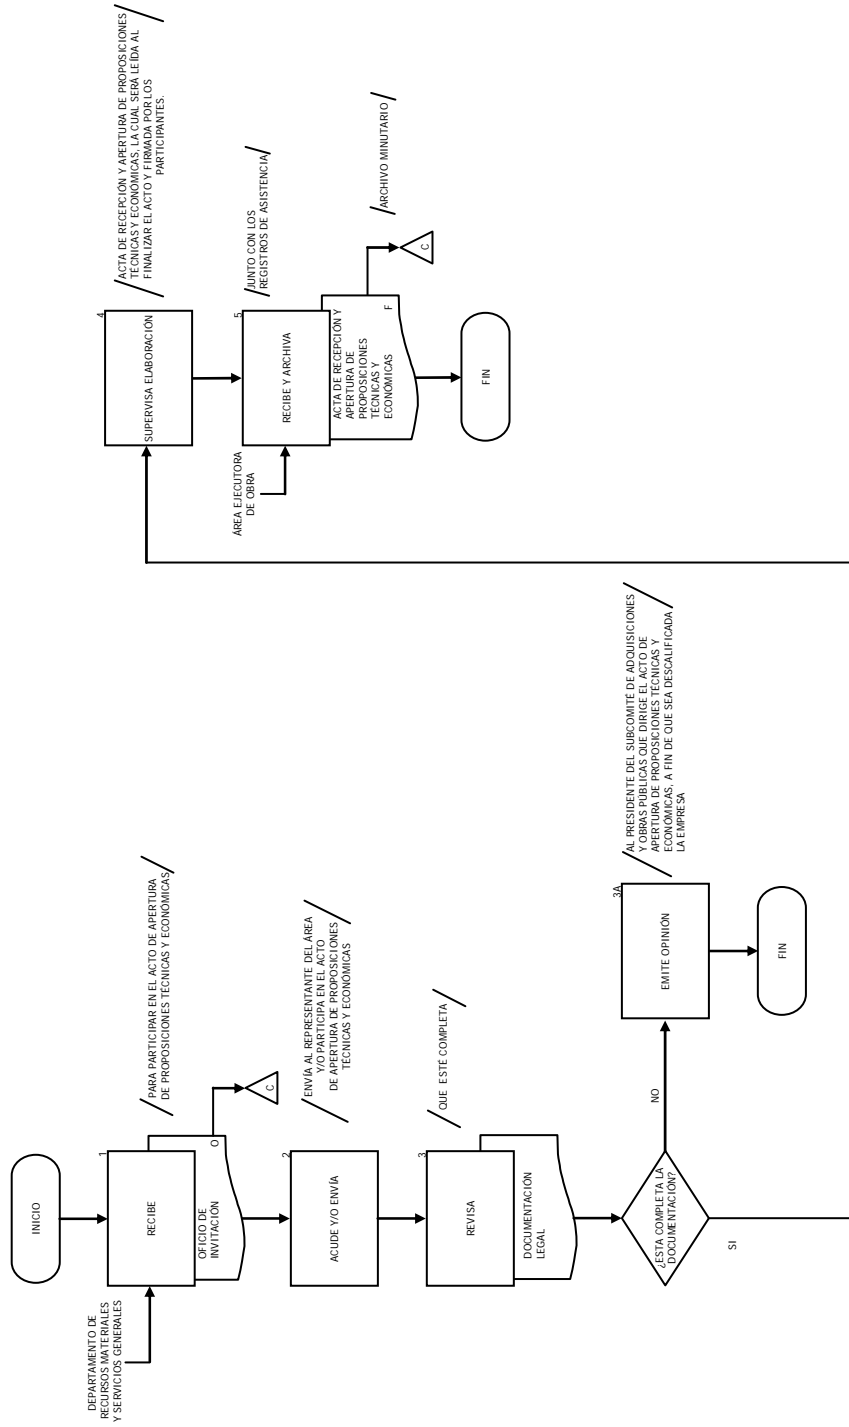 INICIO
DEPARTAMENTO DE
RECURSOS MATERIALES
Y SERVICIOS GENERALES
1
RECIBE
OFICIO DE
INVITACIÓN
O
C
PARA PARTICIPAR EN EL ACTO DE APERTURA
DE PROPOSICIONES TÉCNICAS Y ECONÓMICAS
2
ACUDE Y/O ENVÍA
ENVÍA AL REPRESENTANTE DEL ÁREA
Y/O PARTICIPA EN EL ACTO
DE APERTURA DE PROPOSICIONES
TÉCNICAS Y ECONÓMICAS
3
REVISA
DOCUMENTACIÓN
LEGAL
QUE ESTÉ COMPLETA
¿ESTA COMPLETA LA
DOCUMENTACIÓN?
NO
SI
3A
EMITE OPINIÓN
AL PRESIDENTE DEL SUBCOMITÉ DE ADQUISICIONES
Y OBRAS PÚBLICAS QUE DIRIGE EL ACTO DE
APERTURA DE PROPOSICIONES TÉCNICAS Y
ECONÓMICAS, A FIN DE QUE SEA DESCALIFICADA
LA EMPRESA
FIN
4
SUPERVISA ELABORACIÓN
ACTA DE RECEPCIÓN Y APERTURA DE PROPOSICIONES
TÉCNICAS Y ECONÓMICAS, LA CUAL SERÁ LEÍDA AL
FINALIZAR EL ACTO Y FIRMADA POR LOS
PARTICIPANTES.
ÁREA EJECUTORA
DE OBRA
5
RECIBE Y ARCHIVA
JUNTO CON LOS
REGISTROS DE ASISTENCIA
ACTA DE RECEPCIÓN Y
APERTURA DE
PROPOSICIONES
TÉCNICAS Y
ECONÓMICAS
F
C
ARCHIVO MINUTARIO
FIN